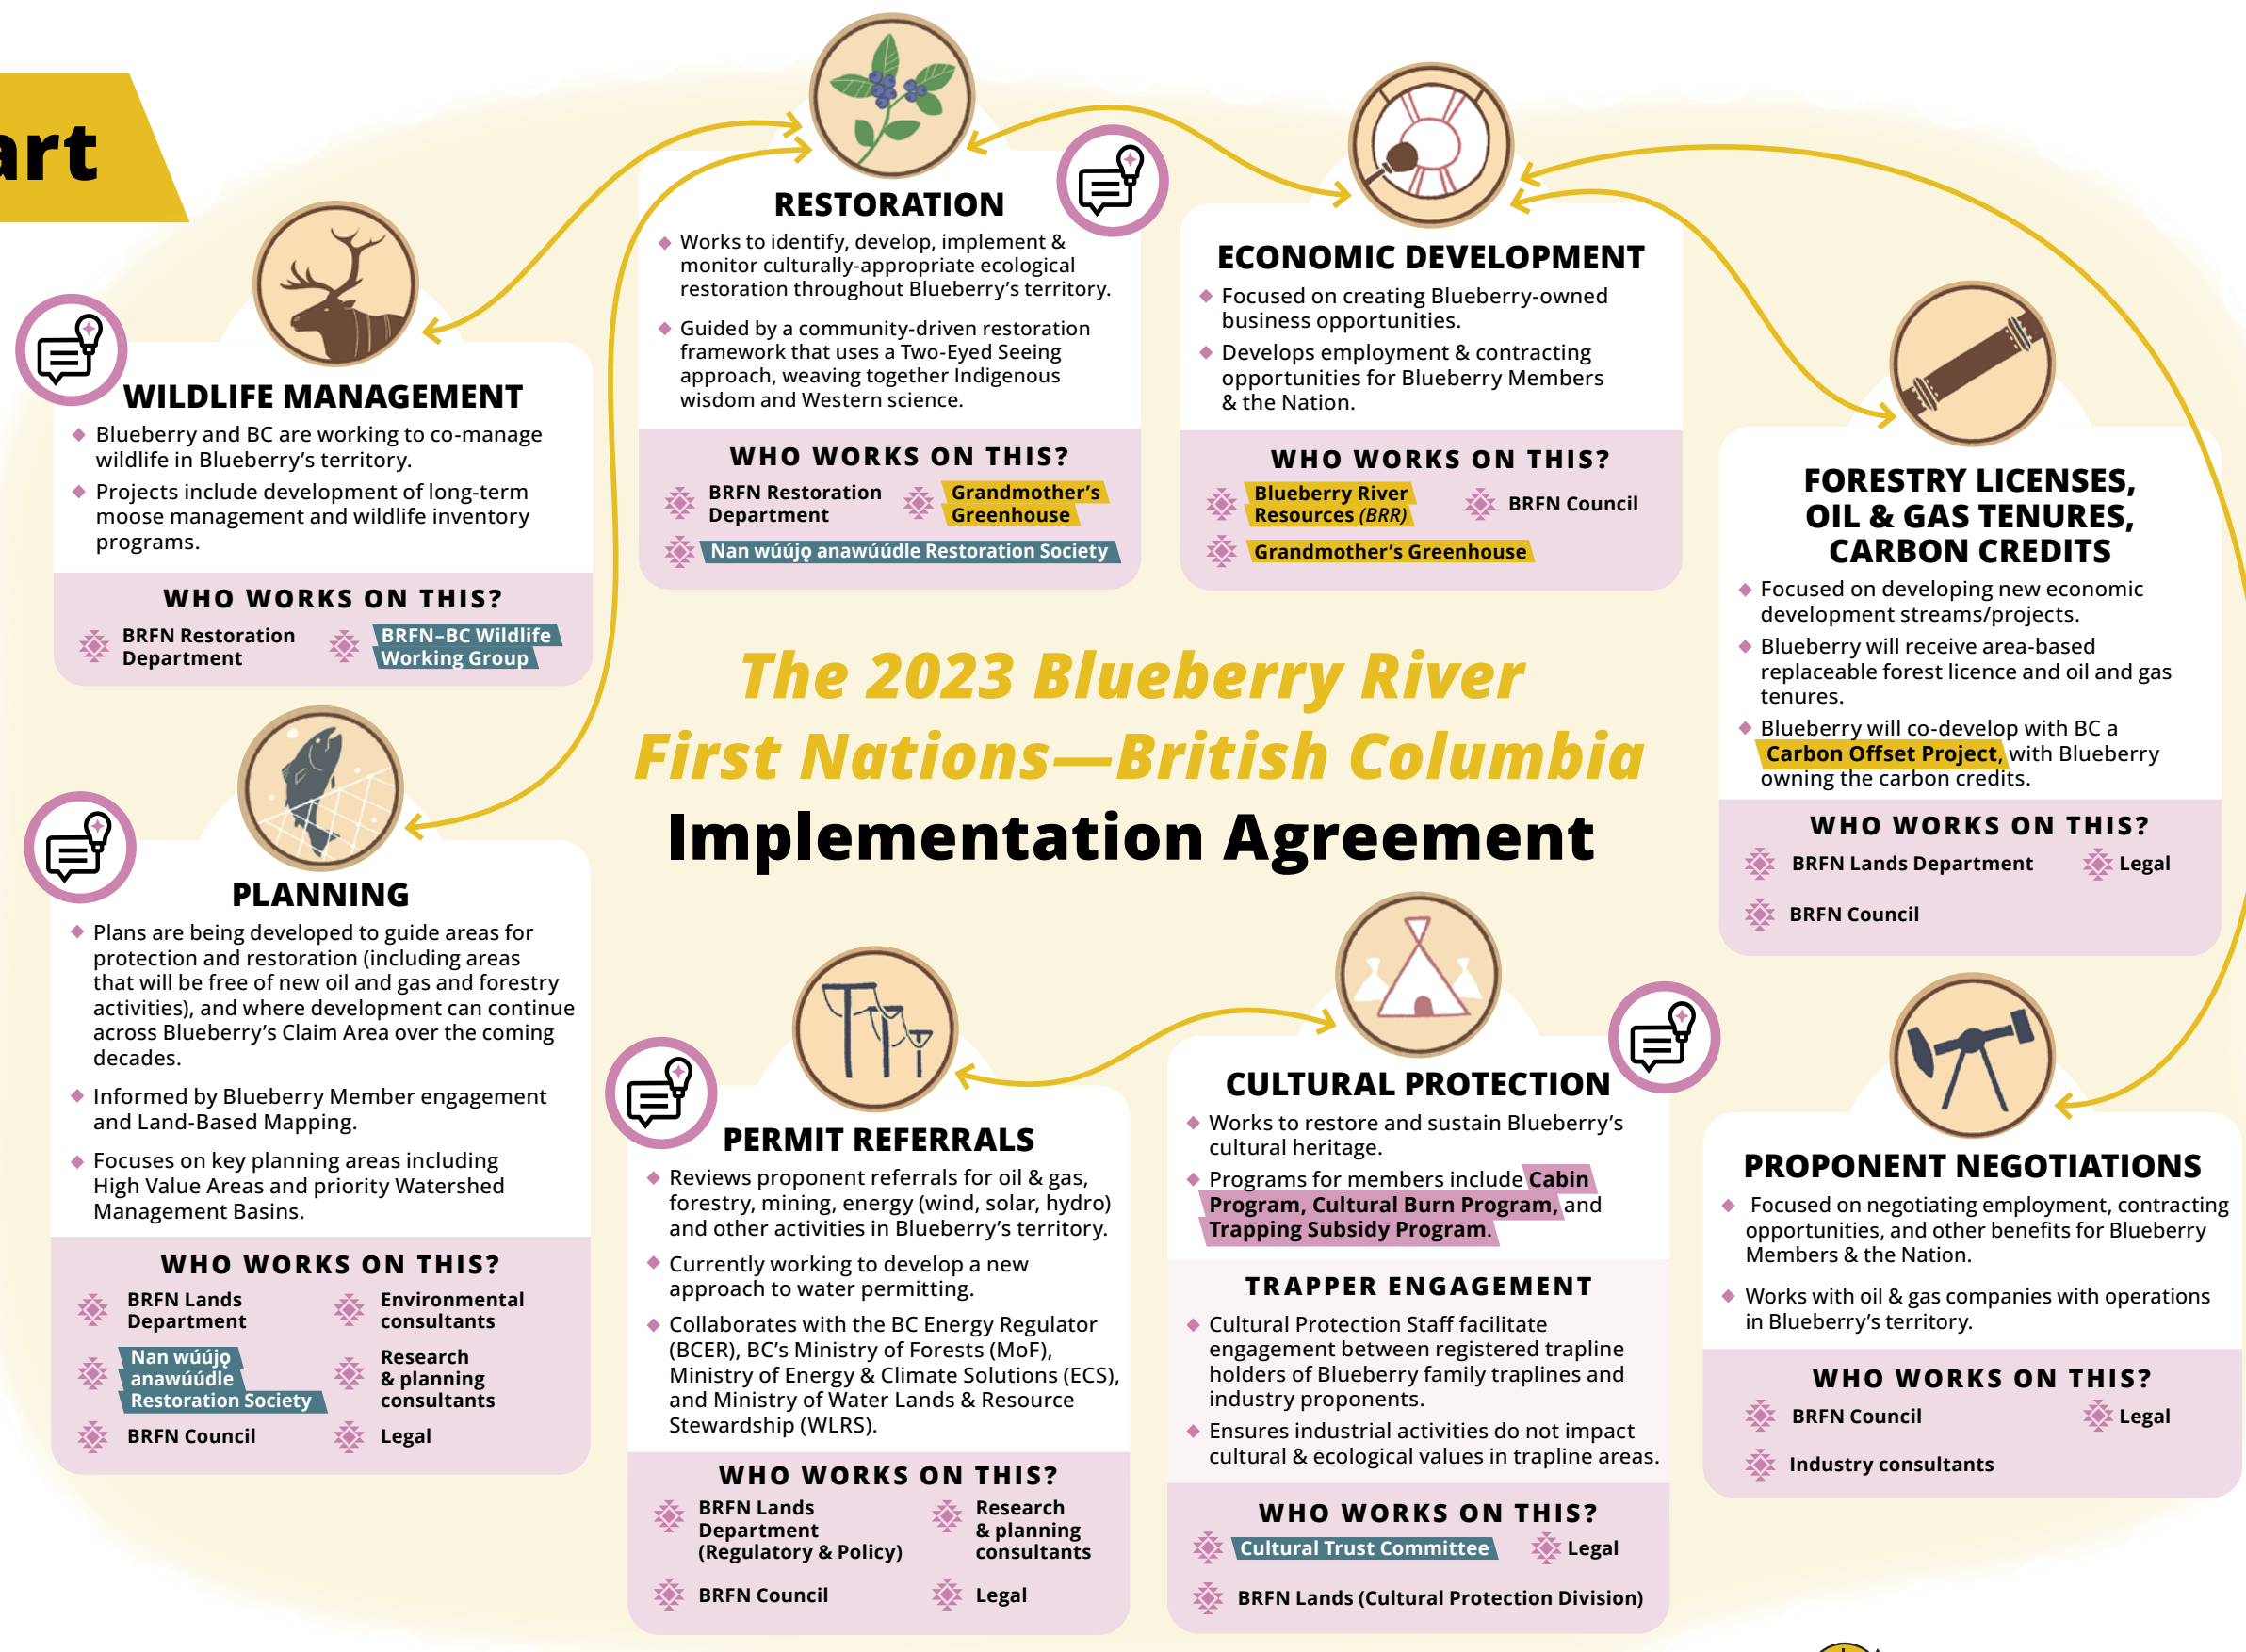 art
RESTORATION
Works to identify, develop, implement &
monitor culturally-appropriate ecological
restoration throughout Blueberry's territory.
Guided by a community-driven restoration
framework that uses a Two-Eyed Seeing
approach, weaving together Indigenous
wisdom and Western science.
WHO WORKS ON THIS?
BRFN Restoration
Department
Grandmother's
Greenhouse
Nan wúújǫ anawúúdle Restoration Society
ECONOMIC DEVELOPMENT
Focused on creating Blueberry-owned
business opportunities.
Develops employment & contracting
opportunities for Blueberry Members
& the Nation.
WHO WORKS ON THIS?
Blueberry River
Resources (BRR)
BRFN Council
Grandmother's Greenhouse
WILDLIFE MANAGEMENT
Blueberry and BC are working to co-manage
wildlife in Blueberry's territory.
Projects include development of long-term
moose management and wildlife inventory
programs.
WHO WORKS ON THIS?
BRFN Restoration
Department
BRFN–BC Wildlife
Working Group
FORESTRY LICENSES,
OIL & GAS TENURES,
CARBON CREDITS
Focused on developing new economic
development streams/projects.
Blueberry will receive area-based
replaceable forest licence and oil and gas
tenures.
Blueberry will co-develop with BC a
Carbon Offset Project, with Blueberry
owning the carbon credits.
WHO WORKS ON THIS?
BRFN Lands Department
Legal
BRFN Council
The 2023 Blueberry River
First Nations—British Columbia
Implementation Agreement
PLANNING
Plans are being developed to guide areas for
protection and restoration (including areas
that will be free of new oil and gas and forestry
activities), and where development can continue
across Blueberry's Claim Area over the coming
decades.
Informed by Blueberry Member engagement
and Land-Based Mapping.
Focuses on key planning areas including
High Value Areas and priority Watershed
Management Basins.
WHO WORKS ON THIS?
BRFN Lands
Department
Environmental
consultants
Nan wúújǫ
anawúúdle
Restoration Society
Research
& planning
consultants
BRFN Council
Legal
PERMIT REFERRALS
Reviews proponent referrals for oil & gas,
forestry, mining, energy (wind, solar, hydro)
and other activities in Blueberry's territory.
Currently working to develop a new
approach to water permitting.
Collaborates with the BC Energy Regulator
(BCER), BC's Ministry of Forests (MoF),
Ministry of Energy & Climate Solutions (ECS),
and Ministry of Water Lands & Resource
Stewardship (WLRS).
WHO WORKS ON THIS?
BRFN Lands
Department
(Regulatory & Policy)
Research
& planning
consultants
BRFN Council
Legal
CULTURAL PROTECTION
Works to restore and sustain Blueberry's
cultural heritage.
Programs for members include Cabin
Program, Cultural Burn Program, and
Trapping Subsidy Program.
TRAPPER ENGAGEMENT
Cultural Protection Staff facilitate
engagement between registered trapline
holders of Blueberry family traplines and
industry proponents.
Ensures industrial activities do not impact
cultural & ecological values in trapline areas.
WHO WORKS ON THIS?
Cultural Trust Committee
Legal
BRFN Lands (Cultural Protection Division)
PROPONENT NEGOTIATIONS
Focused on negotiating employment, contracting
opportunities, and other benefits for Blueberry
Members & the Nation.
Works with oil & gas companies with operations
in Blueberry's territory.
WHO WORKS ON THIS?
BRFN Council
Legal
Industry consultants